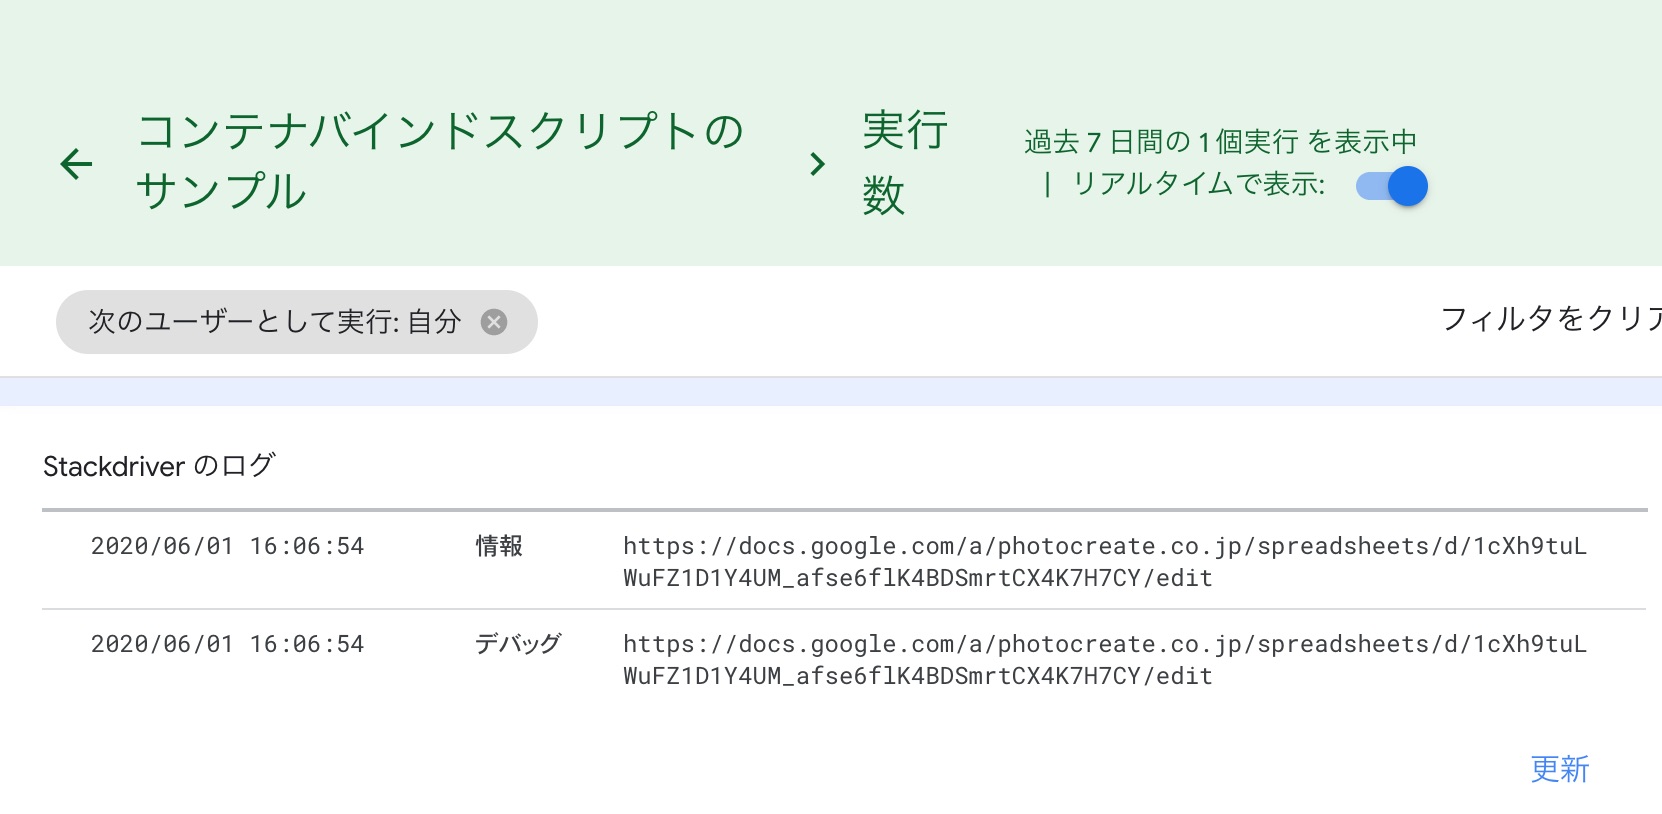 コンテナバインドスクリプトの
サンプル
実行
数
過去 7 日間の 1 個実行 を表示中
| リアルタイムで表示:
次のユーザーとして実行: 自分
フィルタをクリア
Stackdriver のログ
2020/06/01 16:06:54 情報 https://docs.google.com/a/photocreate.co.jp/spreadsheets/d/1cXh9tuL
WuFZ1D1Y4UM_afse6flK4BDSmrtCX4K7H7CY/edit
2020/06/01 16:06:54 デバッグ https://docs.google.com/a/photocreate.co.jp/spreadsheets/d/1cXh9tuL
WuFZ1D1Y4UM_afse6flK4BDSmrtCX4K7H7CY/edit
更新